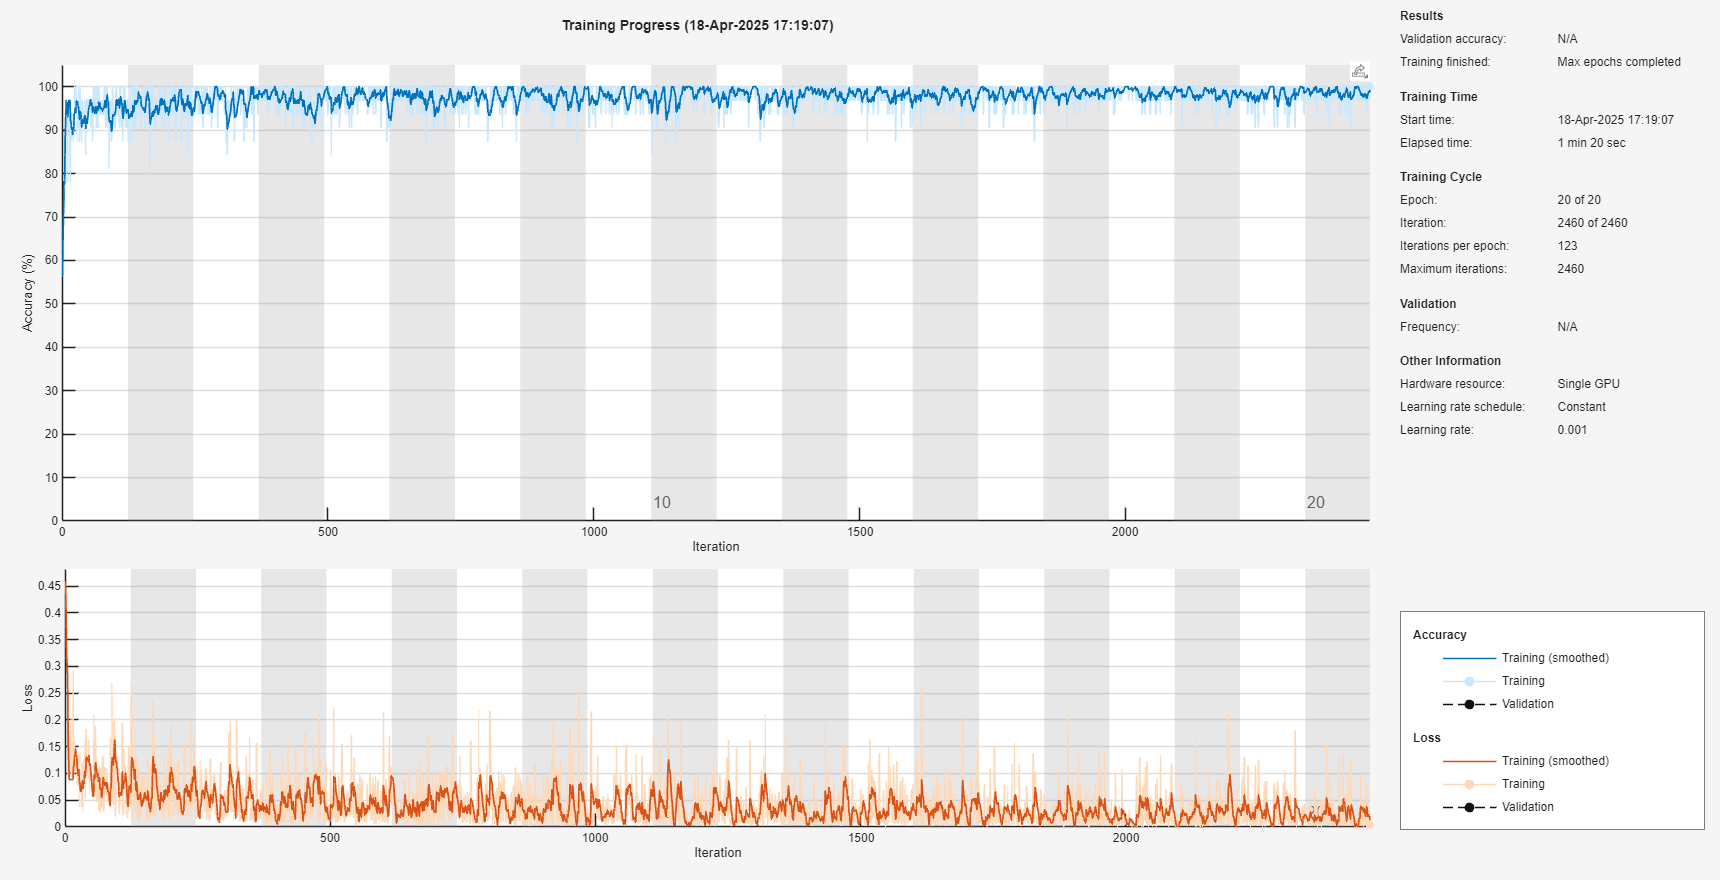 Training Progress (18-Apr-2025 17:19:07)
100
90
80
70
60
50
40
30
20
10
0
Accuracy (%)
10
20
0
500
1000
1500
2000
Iteration
0.45
0.4
0.35
0.3
0.25
0.2
0.15
0.1
0.05
0
Loss
0
500
1000
1500
2000
Iteration
Results
Validation accuracy: N/A
Training finished: Max epochs completed
Training Time
Start time: 18-Apr-2025 17:19:07
Elapsed time: 1 min 20 sec
Training Cycle
Epoch: 20 of 20
Iteration: 2460 of 2460
Iterations per epoch: 123
Maximum iterations: 2460
Validation
Frequency: N/A
Other Information
Hardware resource: Single GPU
Learning rate schedule: Constant
Learning rate: 0.001
Accuracy
Training (smoothed)
Training
Validation
Loss
Training (smoothed)
Training
Validation